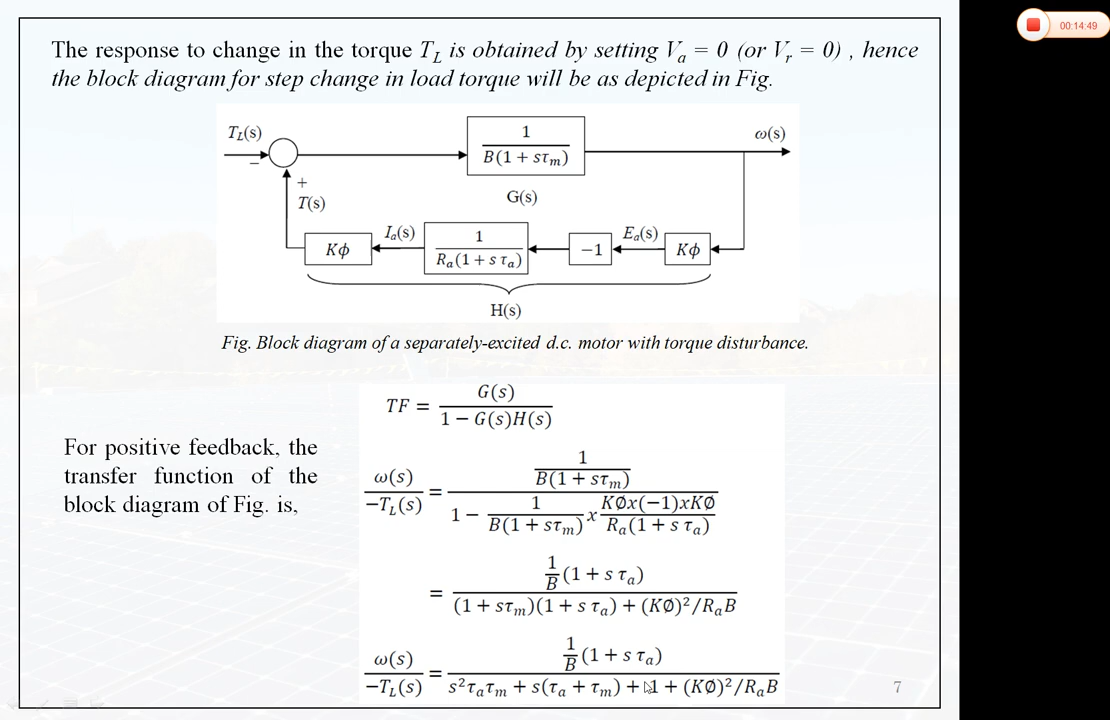 The response to change in the torque T_L is obtained by setting V_a = 0 (or V_r = 0) , hence
the block diagram for step change in load torque will be as depicted in Fig.
T_L(s)
−
+
T(s)
1
B(1 + sτ_m)
ω(s)
G(s)
Kϕ
I_a(s)
1
R_a(1 + s τ_a)
−1
E_a(s)
Kϕ
H(s)
Fig. Block diagram of a separately-excited d.c. motor with torque disturbance.
For positive feedback, the
transfer function of the
block diagram of Fig. is,
TF = G(s) / 1 − G(s)H(s)
ω(s) / −T_L(s) = 1 / B(1 + sτ_m) / 1 − 1 / B(1 + sτ_m) x KØx(−1)xKØ / R_a(1 + s τ_a)
= 1/B (1 + s τ_a) / (1 + sτ_m)(1 + s τ_a) + (KØ)²/R_aB
ω(s) / −T_L(s) = 1/B (1 + s τ_a) / s²τ_aτ_m + s(τ_a + τ_m) + 1 + (KØ)²/R_aB
7
00:14:49